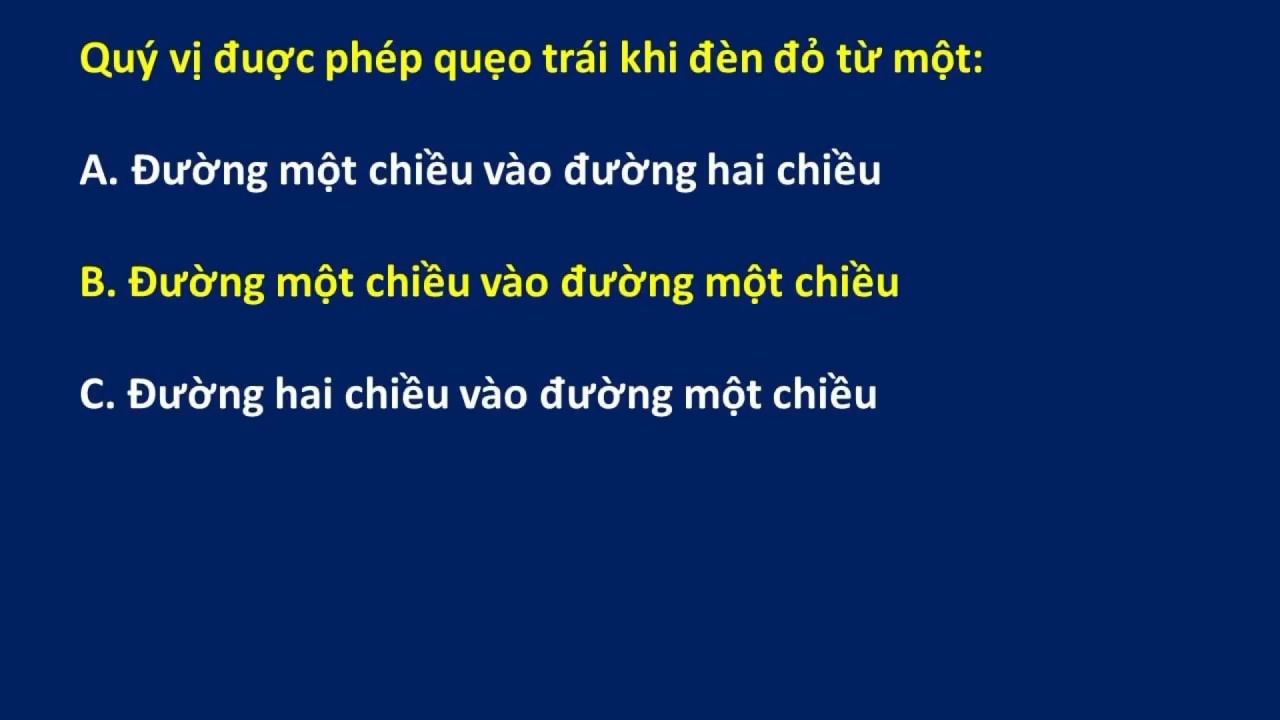 Quý vị đuợc phép quẹo trái khi đèn đỏ từ một:
A. Đường một chiều vào đường hai chiều
B. Đường một chiều vào đường một chiều
C. Đường hai chiều vào đường một chiều